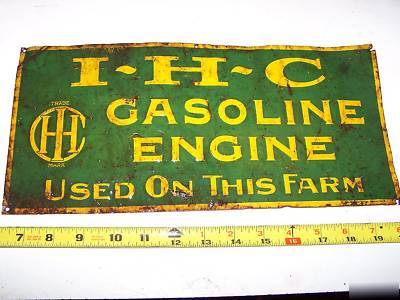 I-H-C
GASOLINE
ENGINE
USED ON THIS FARM
TRADE
IHC
MARK
7 8 9 10 11 12 13 14 15 16 17 18 19